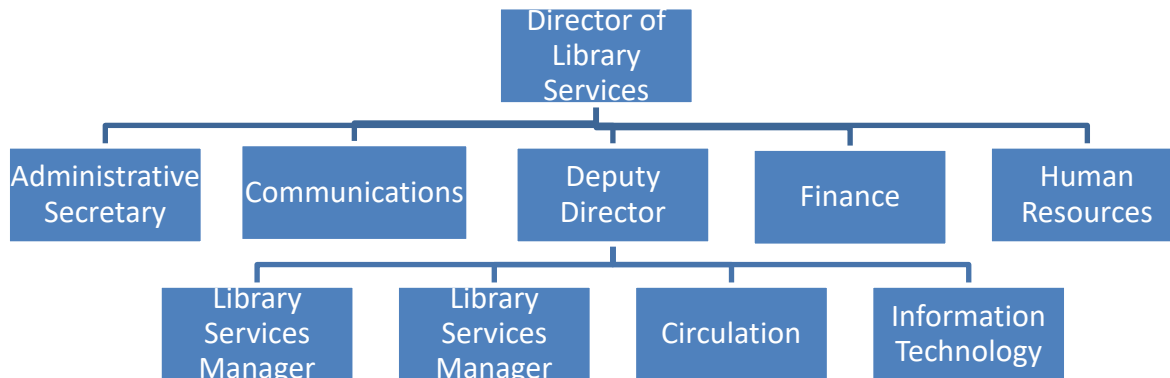 Director of
Library
Services
Administrative
Secretary
Communications
Deputy
Director
Finance
Human
Resources
Library
Services
Manager
Library
Services
Manager
Circulation
Information
Technology